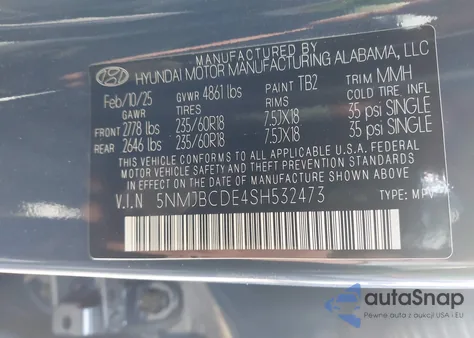 MANUFACTURED BY
HYUNDAI MOTOR MANUFACTURING ALABAMA, LLC
Feb/10/25 GVWR 4861 lbs PAINT TB2 TRIM MMH
GAWR TIRES RIMS COLD TIRE. INFL
FRONT 2778 lbs 235/60R18 7.5JX18 35 psi SINGLE
REAR 2646 lbs 235/60R18 7.5JX18 35 psi SINGLE
THIS VEHICLE CONFORMS TO ALL APPLICABLE U.S.A. FEDERAL
MOTOR VEHICLE SAFETY AND THEFT PREVENTION STANDARDS
IN EFFECT ON THE DATE OF MANUFACTURE SHOWN ABOVE.
V.I.N 5NMJBCDE4SH532473 TYPE: MPV
autaSnap
Pewne auta z aukcji USA i EU